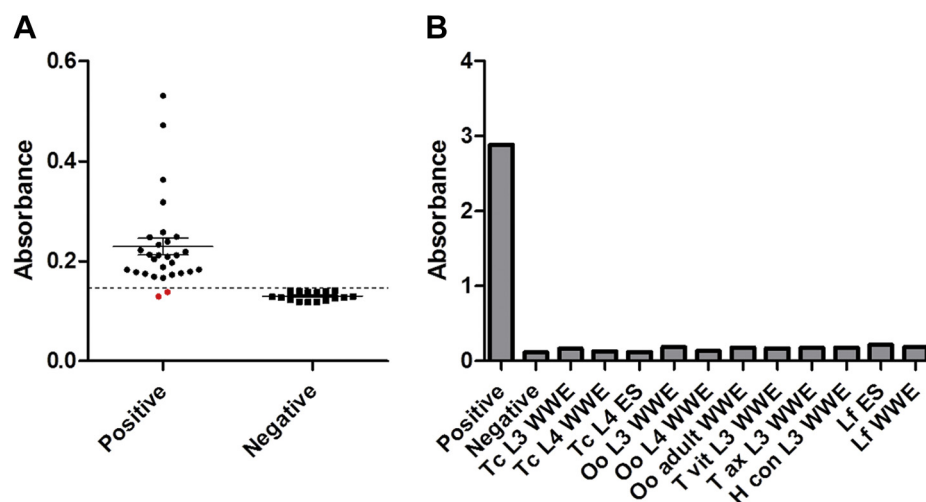 A
Absorbance
0.6
0.4
0.2
0.0
Positive
Negative
B
Absorbance
4
3
2
1
0
Positive
Negative
Tc L3 WWE
Tc L4 WWE
Tc L4 ES
Oo L3 WWE
Oo L4 WWE
Oo adult WWE
T vit L3 WWE
T ax L3 WWE
H con L3 WWE
Lf ES
Lf WWE